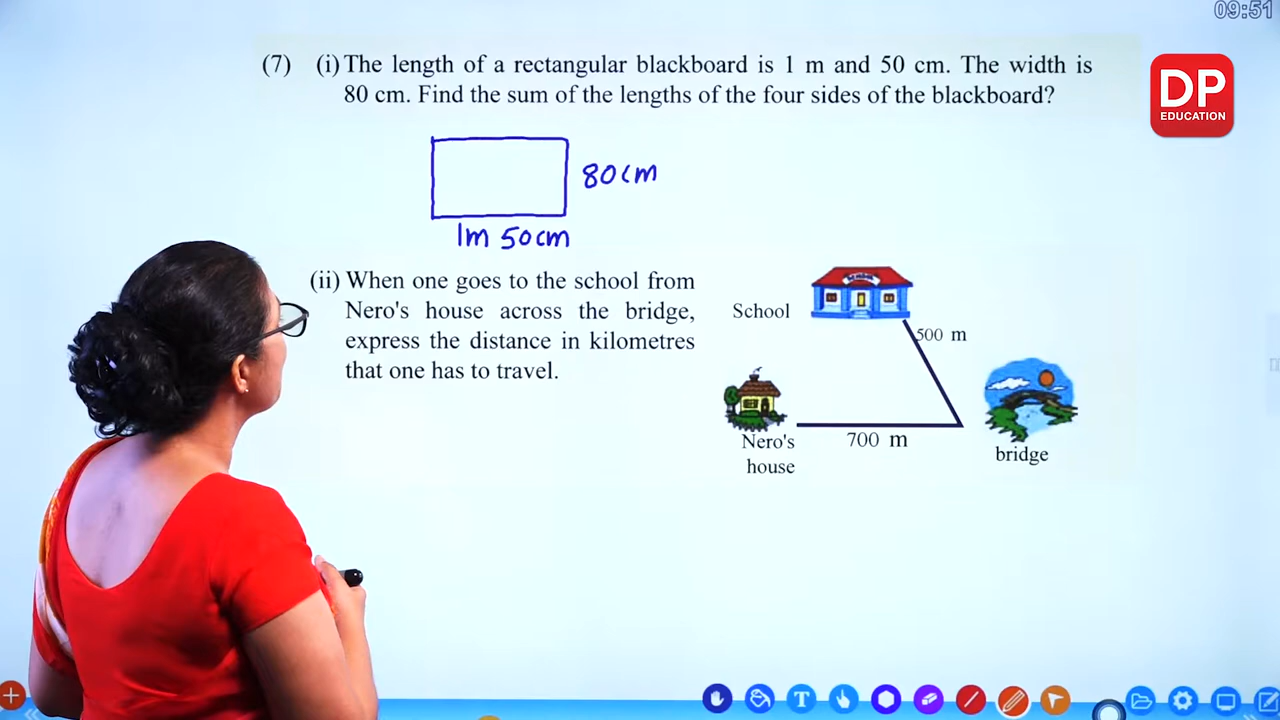 09:51
(7) (i) The length of a rectangular blackboard is 1 m and 50 cm. The width is
80 cm. Find the sum of the lengths of the four sides of the blackboard?
DP
EDUCATION
80cm
1m 50cm
(ii) When one goes to the school from
Nero's house across the bridge,
express the distance in kilometres
that one has to travel.
School
500 m
700 m
Nero's
house
bridge
T